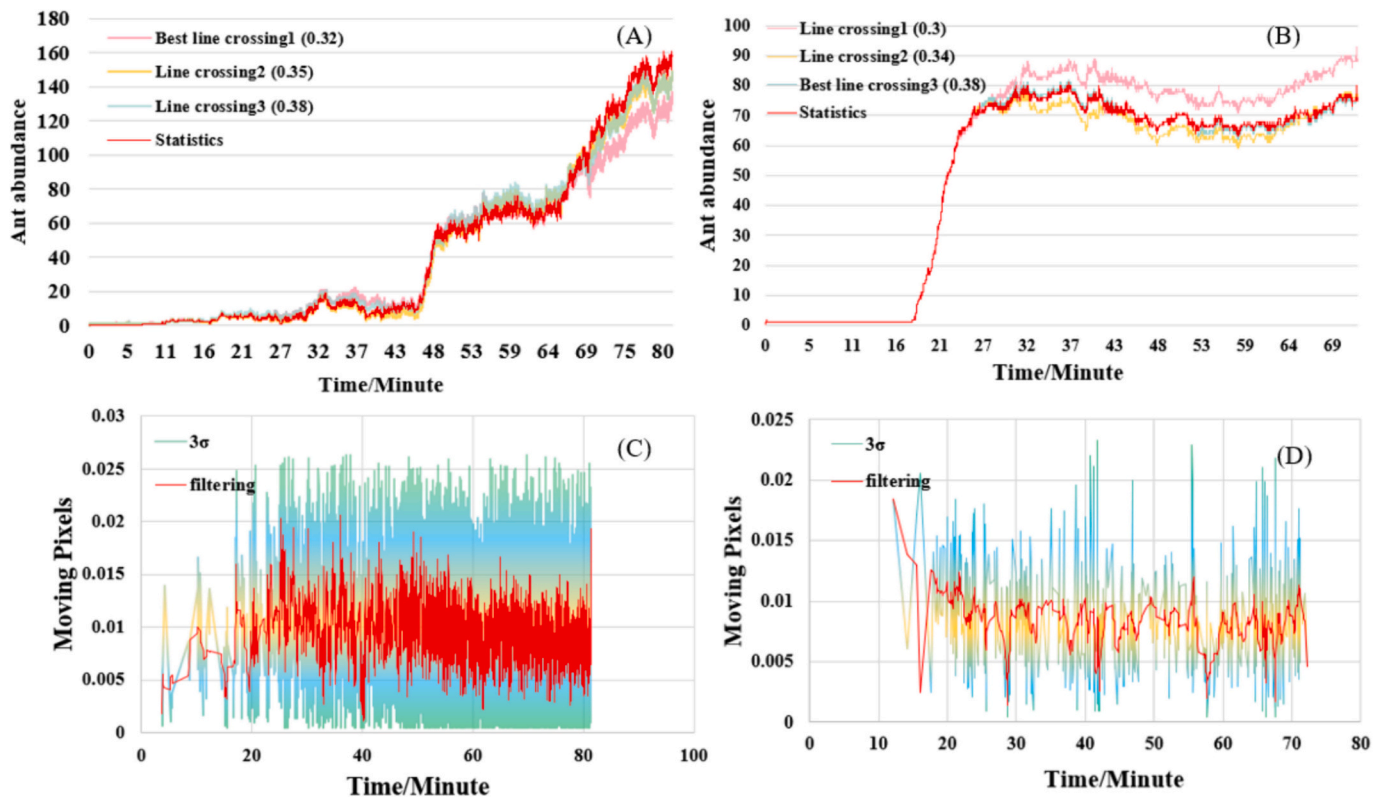 (A)
Best line crossing1 (0.32)
Line crossing2 (0.35)
Line crossing3 (0.38)
Statistics
Ant abundance
180
160
140
120
100
80
60
40
20
0
0 5 11 16 21 27 32 37 43 48 53 59 64 69 75 80
Time/Minute
(B)
Line crossing1 (0.3)
Line crossing2 (0.34)
Best line crossing3 (0.38)
Statistics
Ant abundance
100
90
80
70
60
50
40
30
20
10
0
0 5 11 16 21 27 32 37 43 48 53 59 64 69
Time/Minute
(C)
3σ
filtering
Moving Pixels
0.03
0.025
0.02
0.015
0.01
0.005
0
0 20 40 60 80 100
Time/Minute
(D)
3σ
filtering
Moving Pixels
0.025
0.02
0.015
0.01
0.005
0
0 10 20 30 40 50 60 70 80
Time/Minute